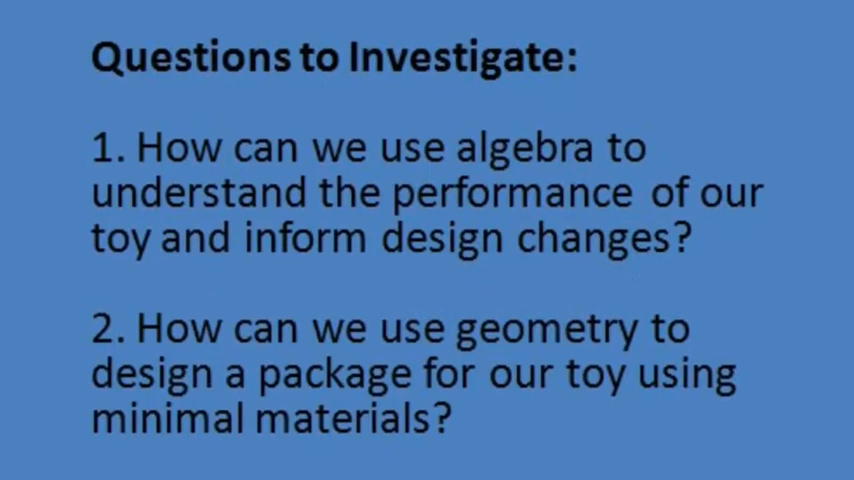 Questions to Investigate:
1. How can we use algebra to
understand the performance of our
toy and inform design changes?
2. How can we use geometry to
design a package for our toy using
minimal materials?